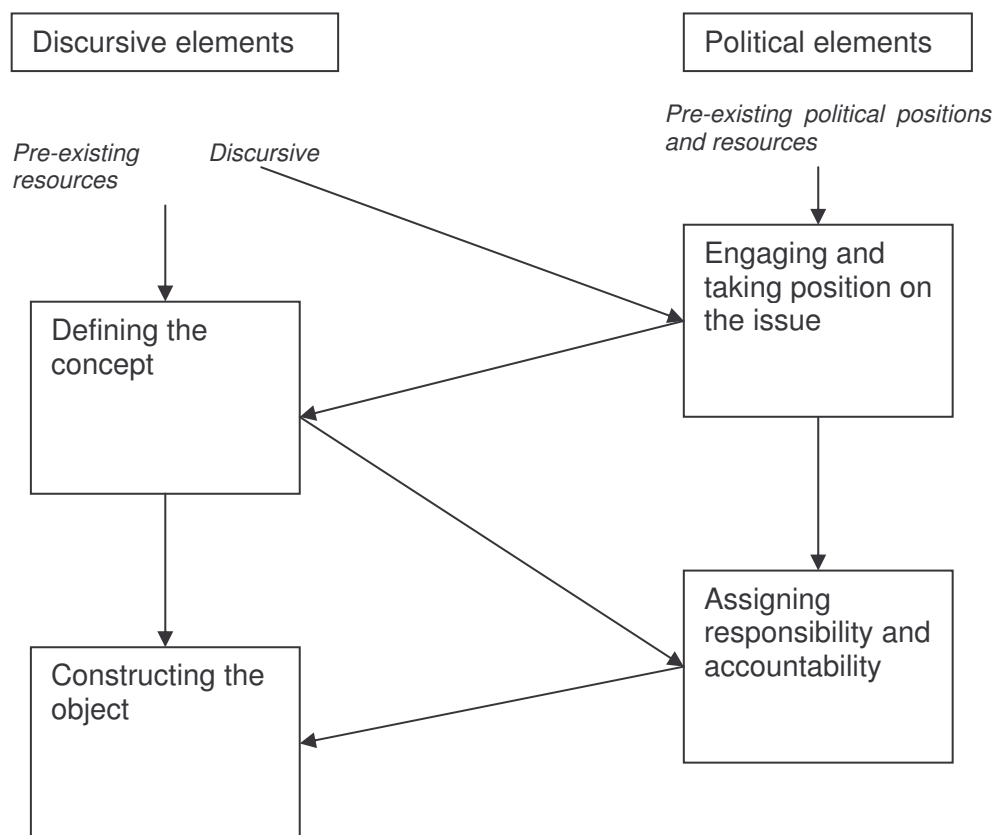 Discursive elements
Political elements
Pre-existing political positions
and resources
Pre-existing Discursive
resources
Engaging and
taking position on
the issue
Defining the
concept
Assigning
responsibility and
accountability
Constructing the
object